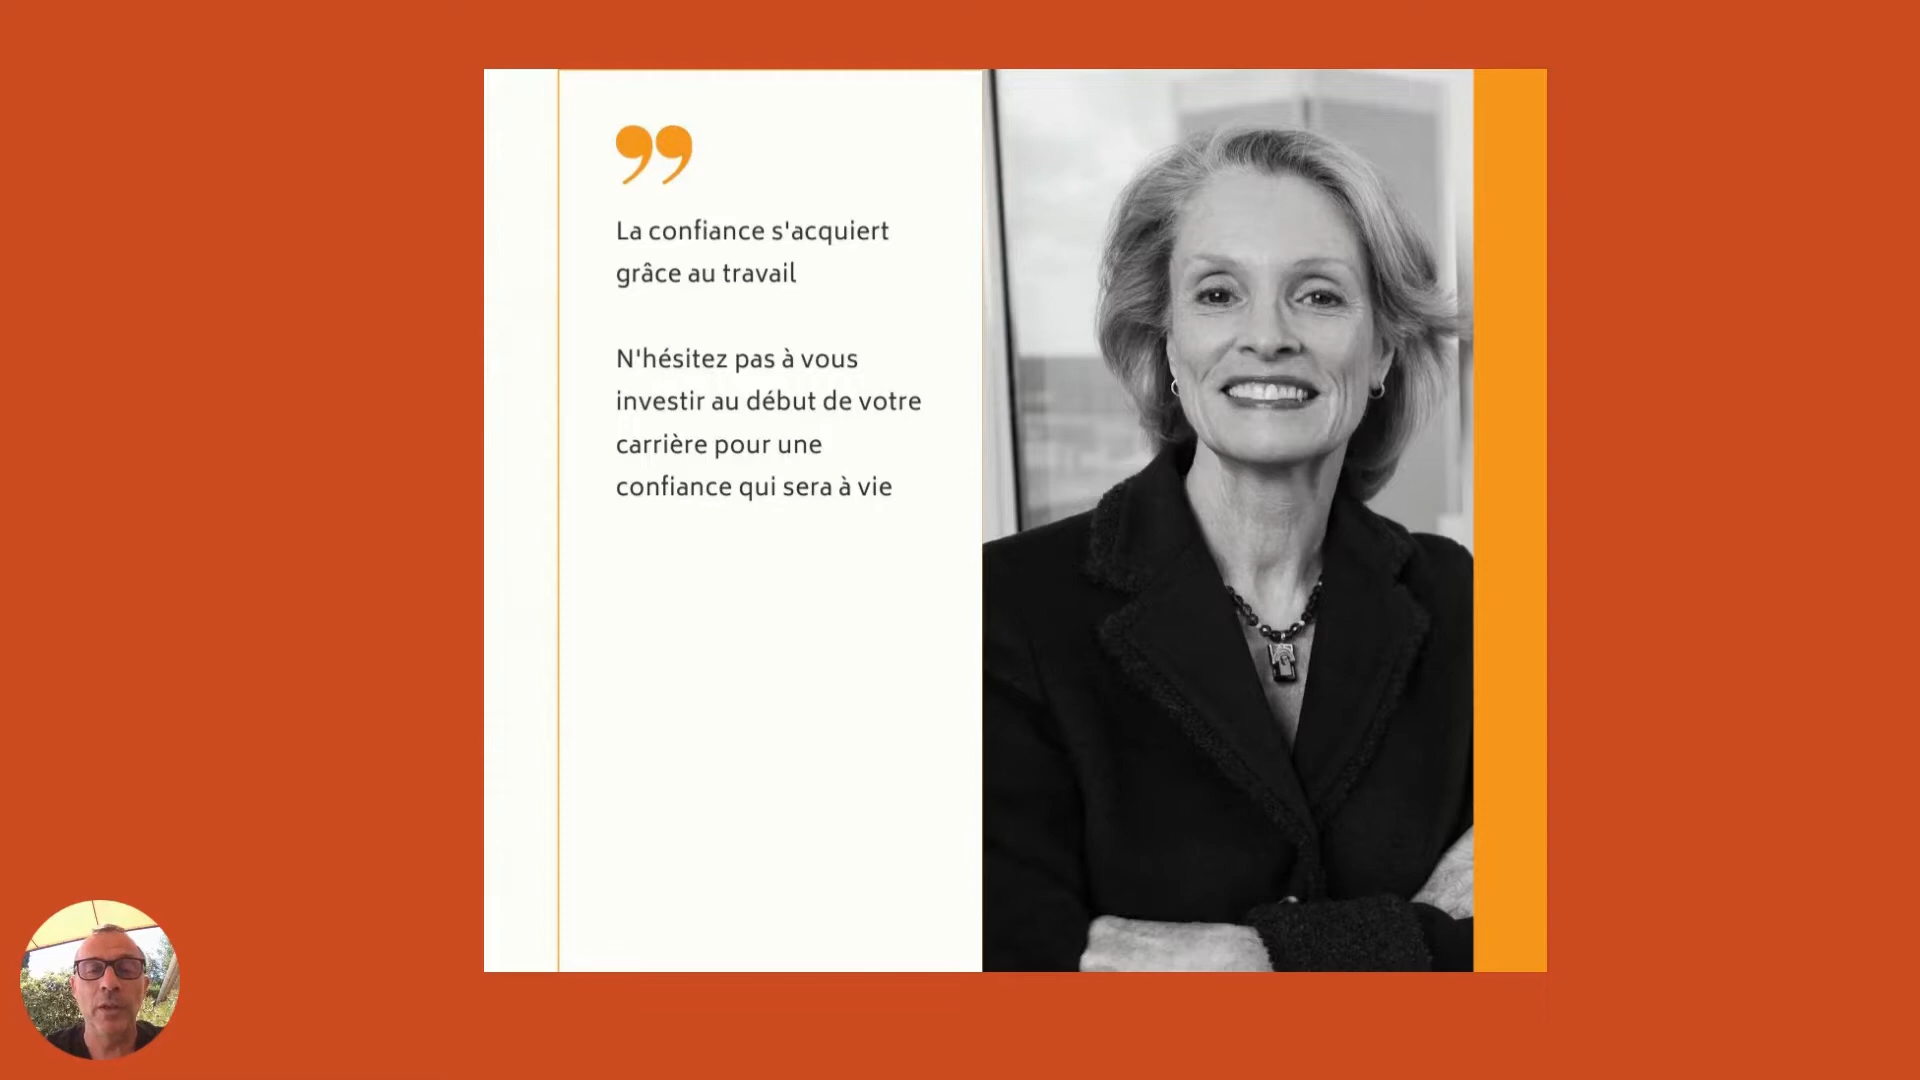 ”
La confiance s'acquiert
grâce au travail
N'hésitez pas à vous
investir au début de votre
carrière pour une
confiance qui sera à vie